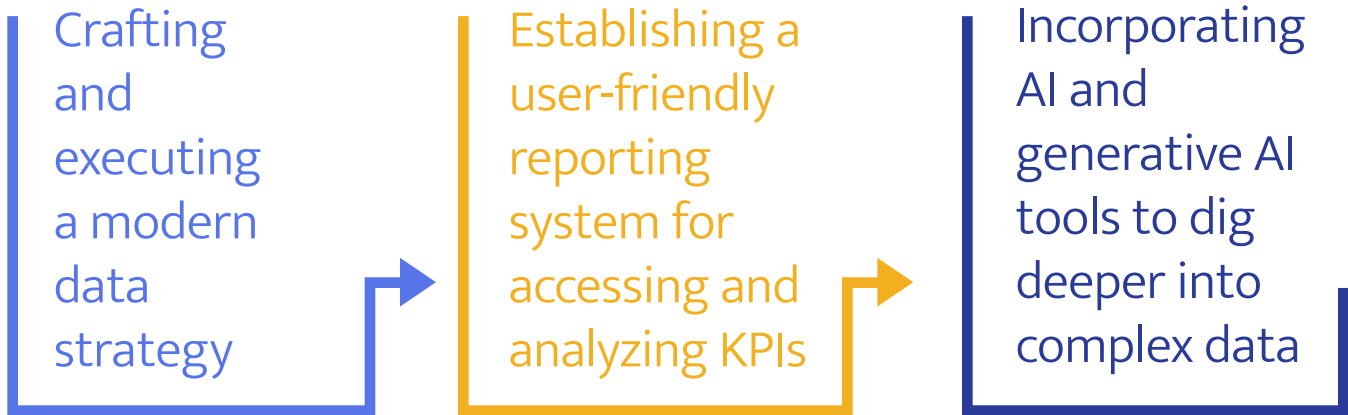 Crafting
and
executing
a modern
data
strategy
Establishing a
user-friendly
reporting
system for
accessing and
analyzing KPIs
Incorporating
AI and
generative AI
tools to dig
deeper into
complex data